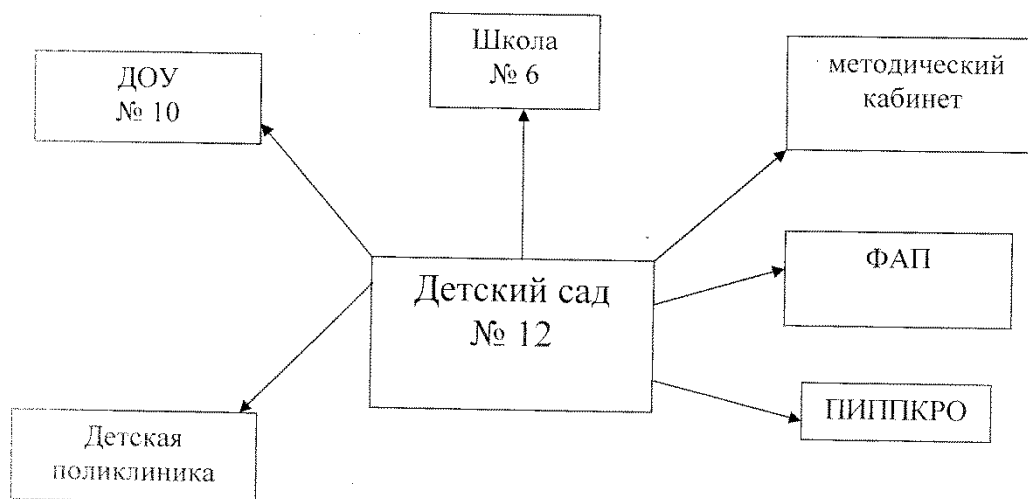 ДОУ
№ 10
Школа
№ 6
методический
кабинет
Детский сад
№ 12
ФАП
ПИППКРО
Детская
поликлиника